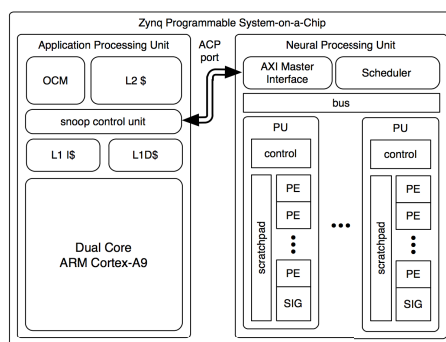 Zynq Programmable System-on-a-Chip
Application Processing Unit
OCM
L2 $
snoop control unit
L1 I$
L1D$
Dual Core
ARM Cortex-A9
ACP
port
Neural Processing Unit
AXI Master
Interface
Scheduler
bus
PU
control
scratchpad
PE
PE
PE
SIG
PU
control
scratchpad
PE
PE
PE
SIG